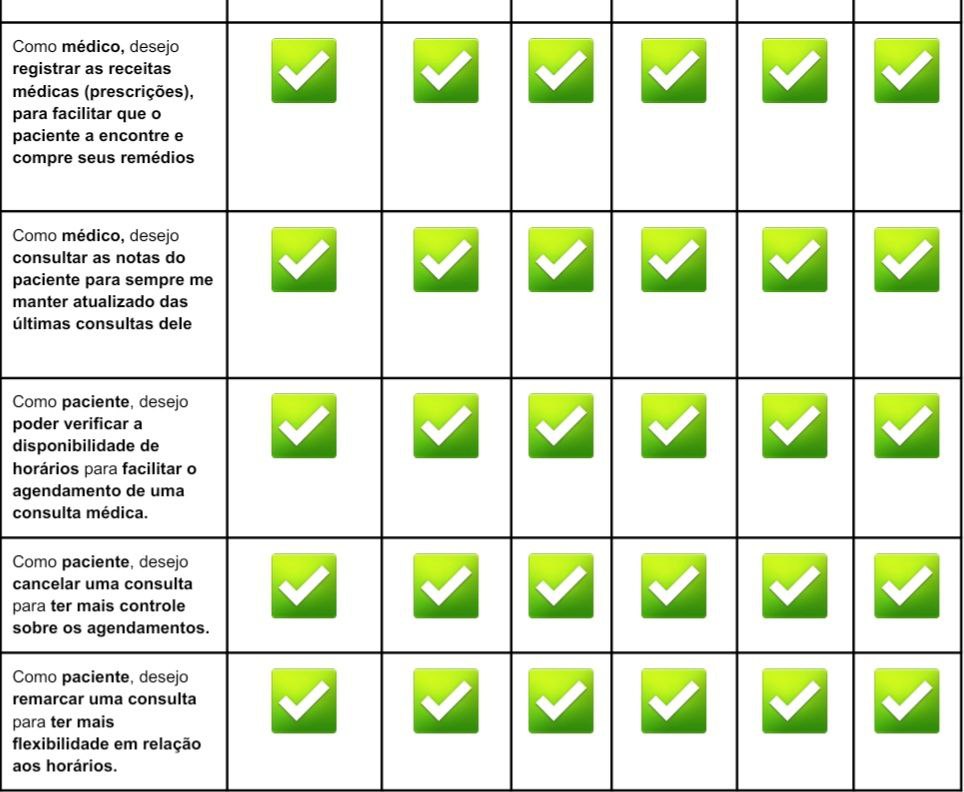 Como médico, desejo
registrar as receitas
médicas (prescrições),
para facilitar que o
paciente a encontre e
compre seus remédios
Como médico, desejo
consultar as notas do
paciente para sempre me
manter atualizado das
últimas consultas dele
Como paciente, desejo
poder verificar a
disponibilidade de
horários para facilitar o
agendamento de uma
consulta médica.
Como paciente, desejo
cancelar uma consulta
para ter mais controle
sobre os agendamentos.
Como paciente, desejo
remarcar uma consulta
para ter mais
flexibilidade em relação
aos horários.